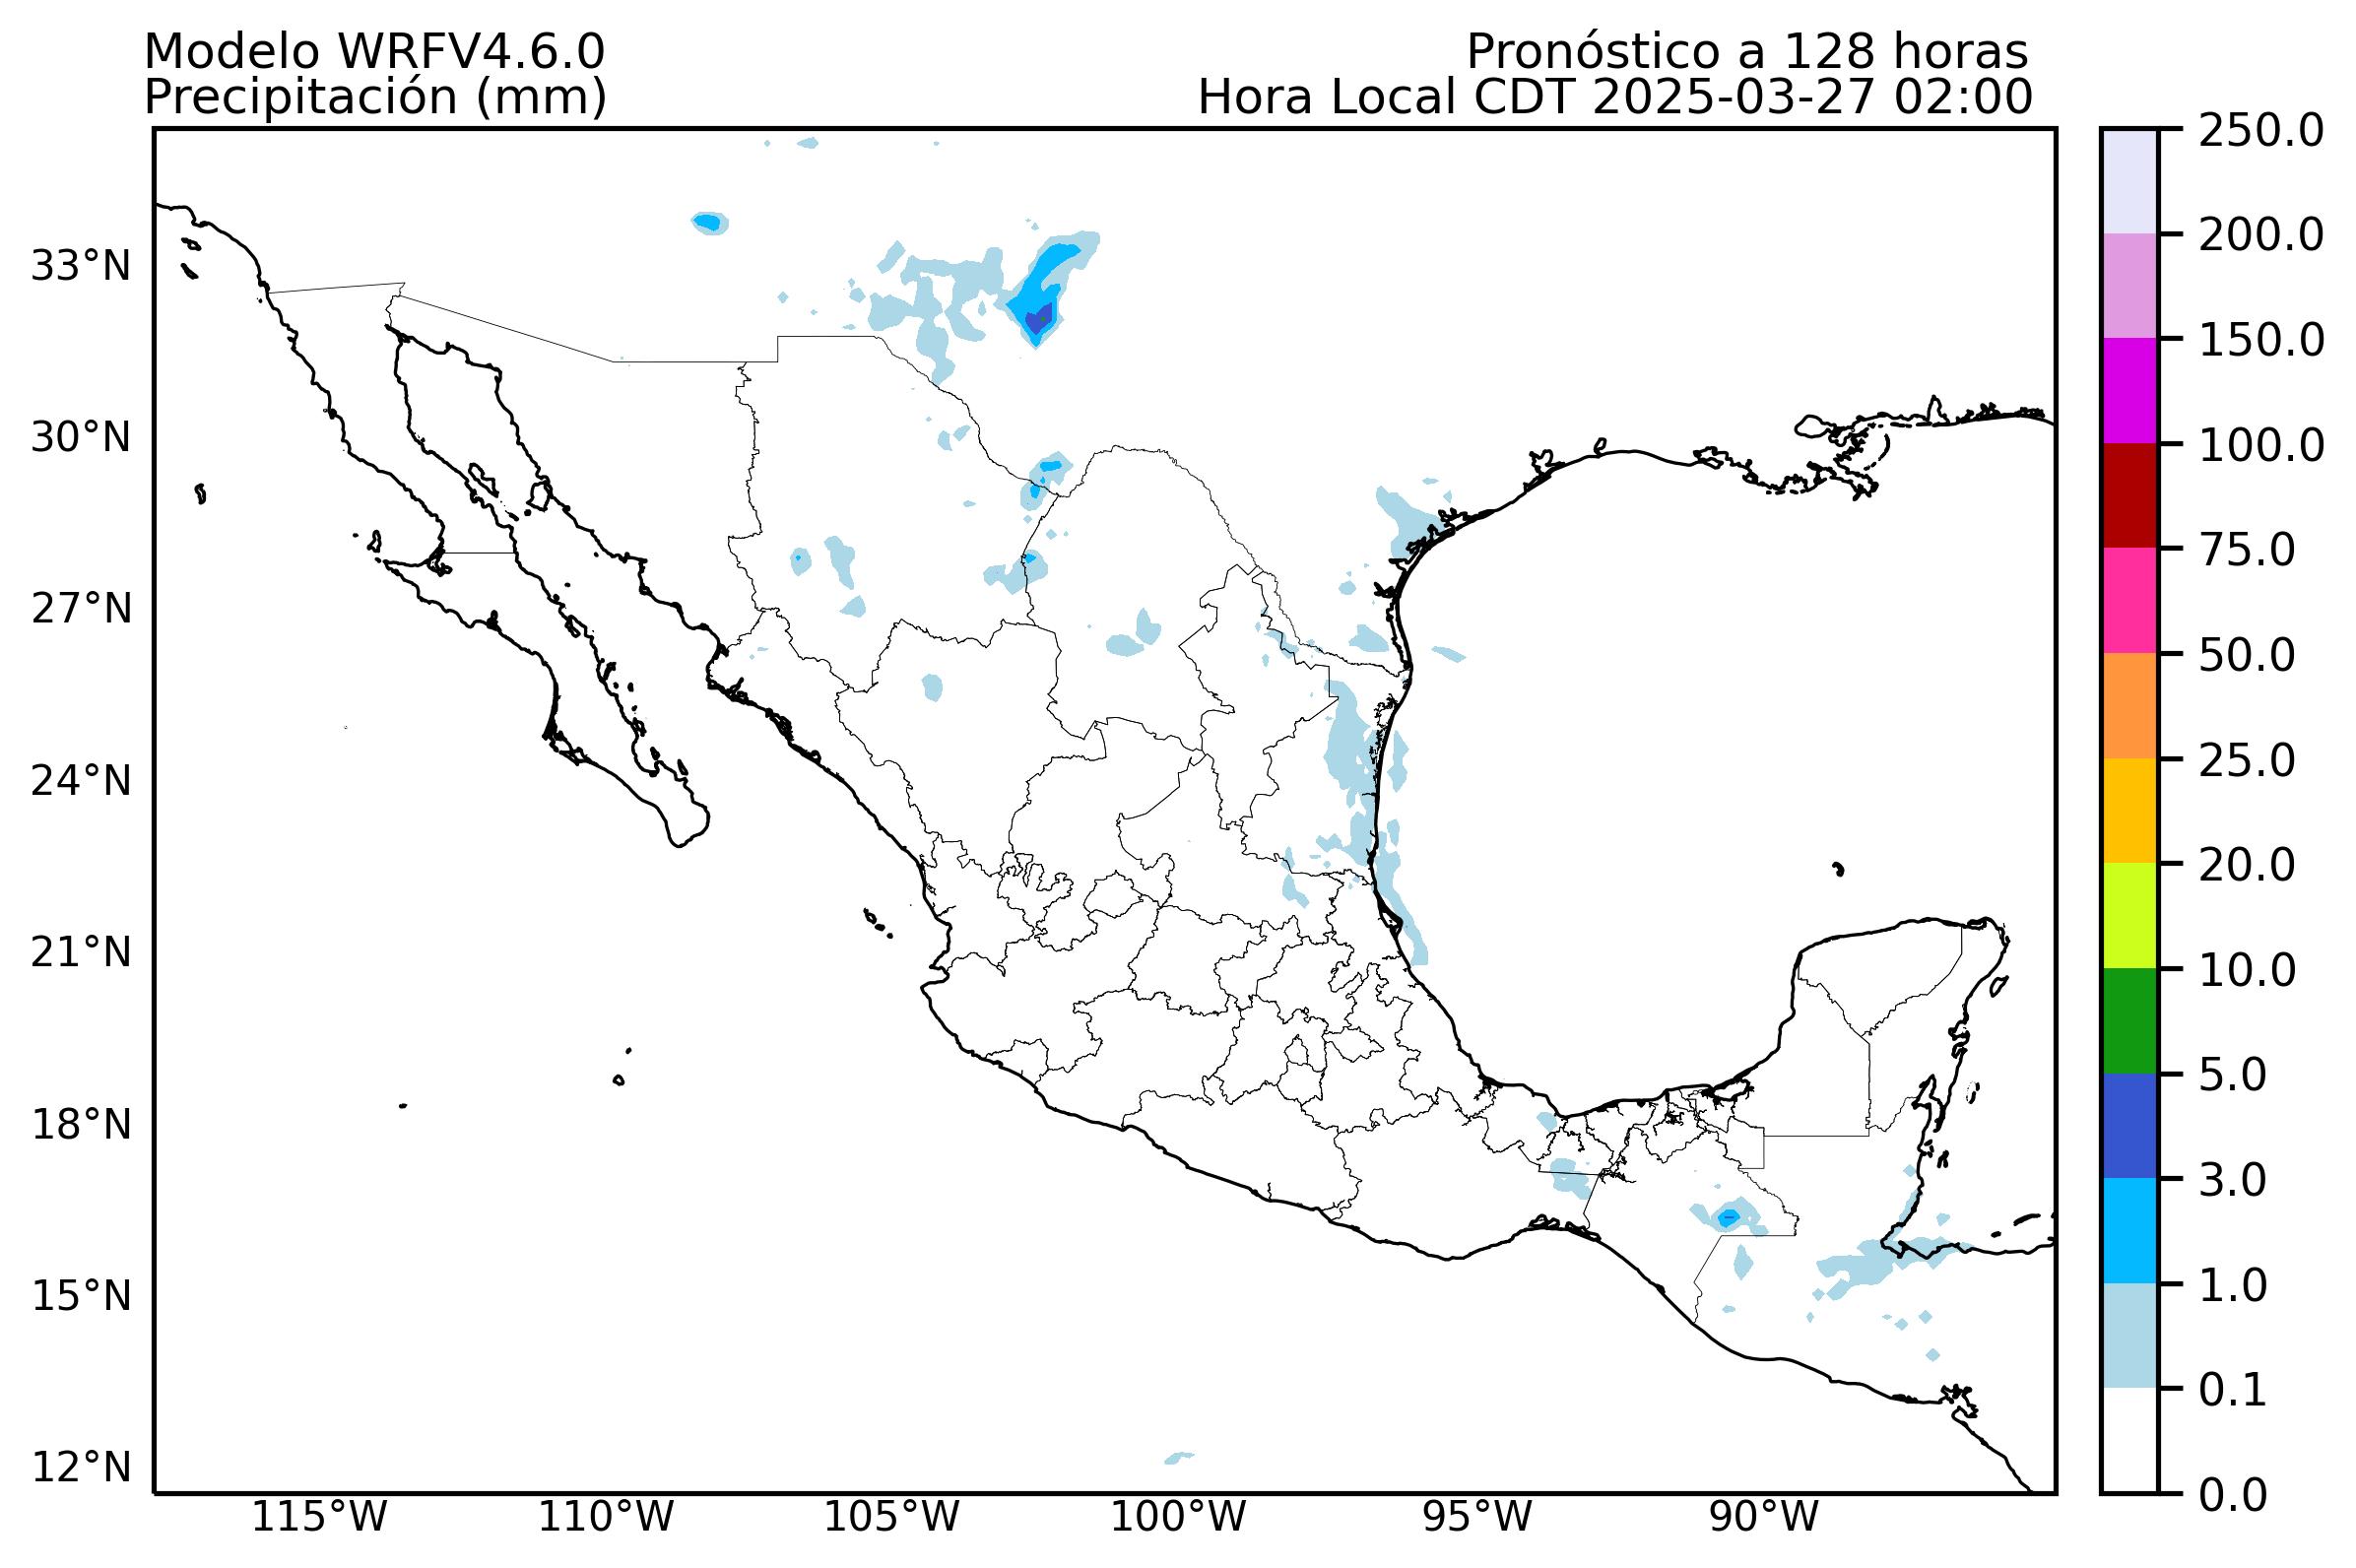 Modelo WRFV4.6.0
Precipitación (mm)
Pronóstico a 128 horas
Hora Local CDT 2025-03-27 02:00
33°N
30°N
27°N
24°N
21°N
18°N
15°N
12°N
115°W
110°W
105°W
100°W
95°W
90°W
250.0
200.0
150.0
100.0
75.0
50.0
25.0
20.0
10.0
5.0
3.0
1.0
0.1
0.0